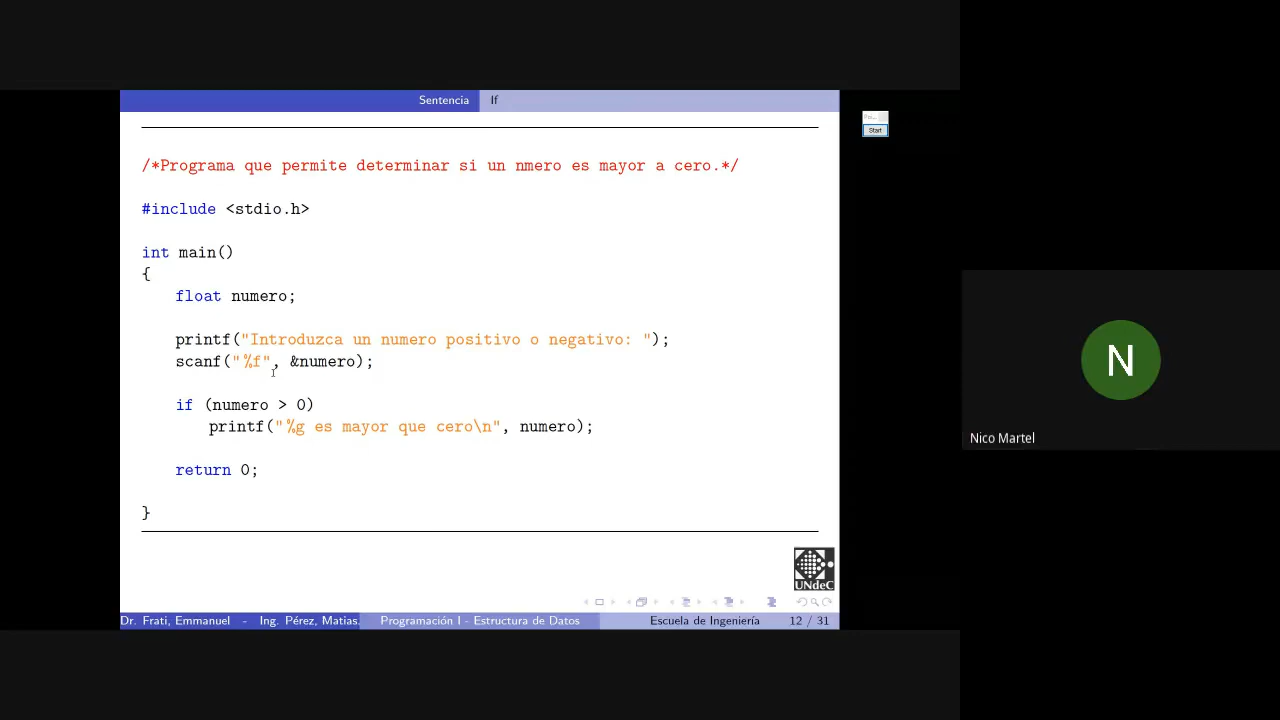 Sentencia If
/*Programa que permite determinar si un nmero es mayor a cero.*/
#include <stdio.h>
int main()
{
float numero;
printf("Introduzca un numero positivo o negativo: ");
scanf("%f", &numero);
if (numero > 0)
printf("%g es mayor que cero\n", numero);
return 0;
}
UNdeC
Dr. Frati, Emmanuel - Ing. Pérez, Matias. Programación I - Estructura de Datos Escuela de Ingeniería 12 / 31
Start
N
Nico Martel